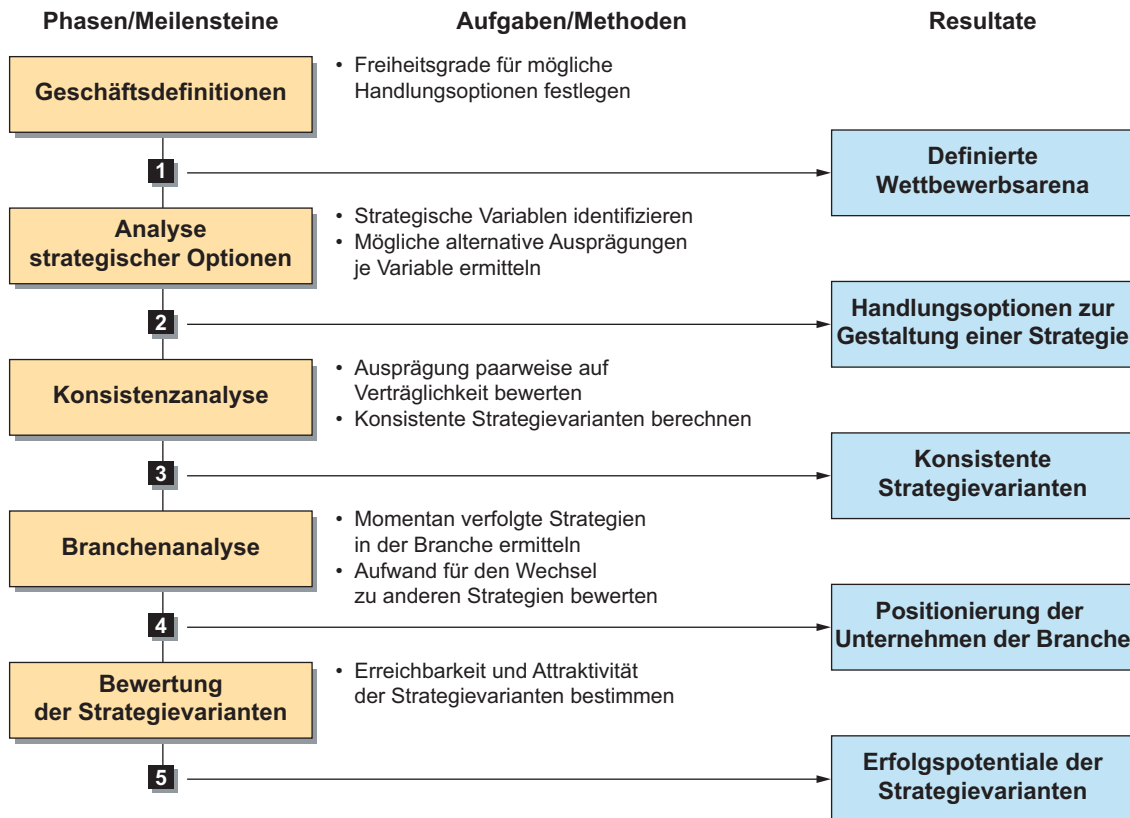 Phasen/Meilensteine
Aufgaben/Methoden
Resultate
Geschäftsdefinitionen
• Freiheitsgrade für mögliche
Handlungsoptionen festlegen
1
Definierte
Wettbewerbsarena
Analyse
strategischer Optionen
• Strategische Variablen identifizieren
• Mögliche alternative Ausprägungen
je Variable ermitteln
2
Handlungsoptionen zur
Gestaltung einer Strategie
Konsistenzanalyse
• Ausprägung paarweise auf
Verträglichkeit bewerten
• Konsistente Strategievarianten berechnen
3
Konsistente
Strategievarianten
Branchenanalyse
• Momentan verfolgte Strategien
in der Branche ermitteln
• Aufwand für den Wechsel
zu anderen Strategien bewerten
4
Positionierung der
Unternehmen der Branche
Bewertung
der Strategievarianten
• Erreichbarkeit und Attraktivität
der Strategievarianten bestimmen
5
Erfolgspotentiale der
Strategievarianten